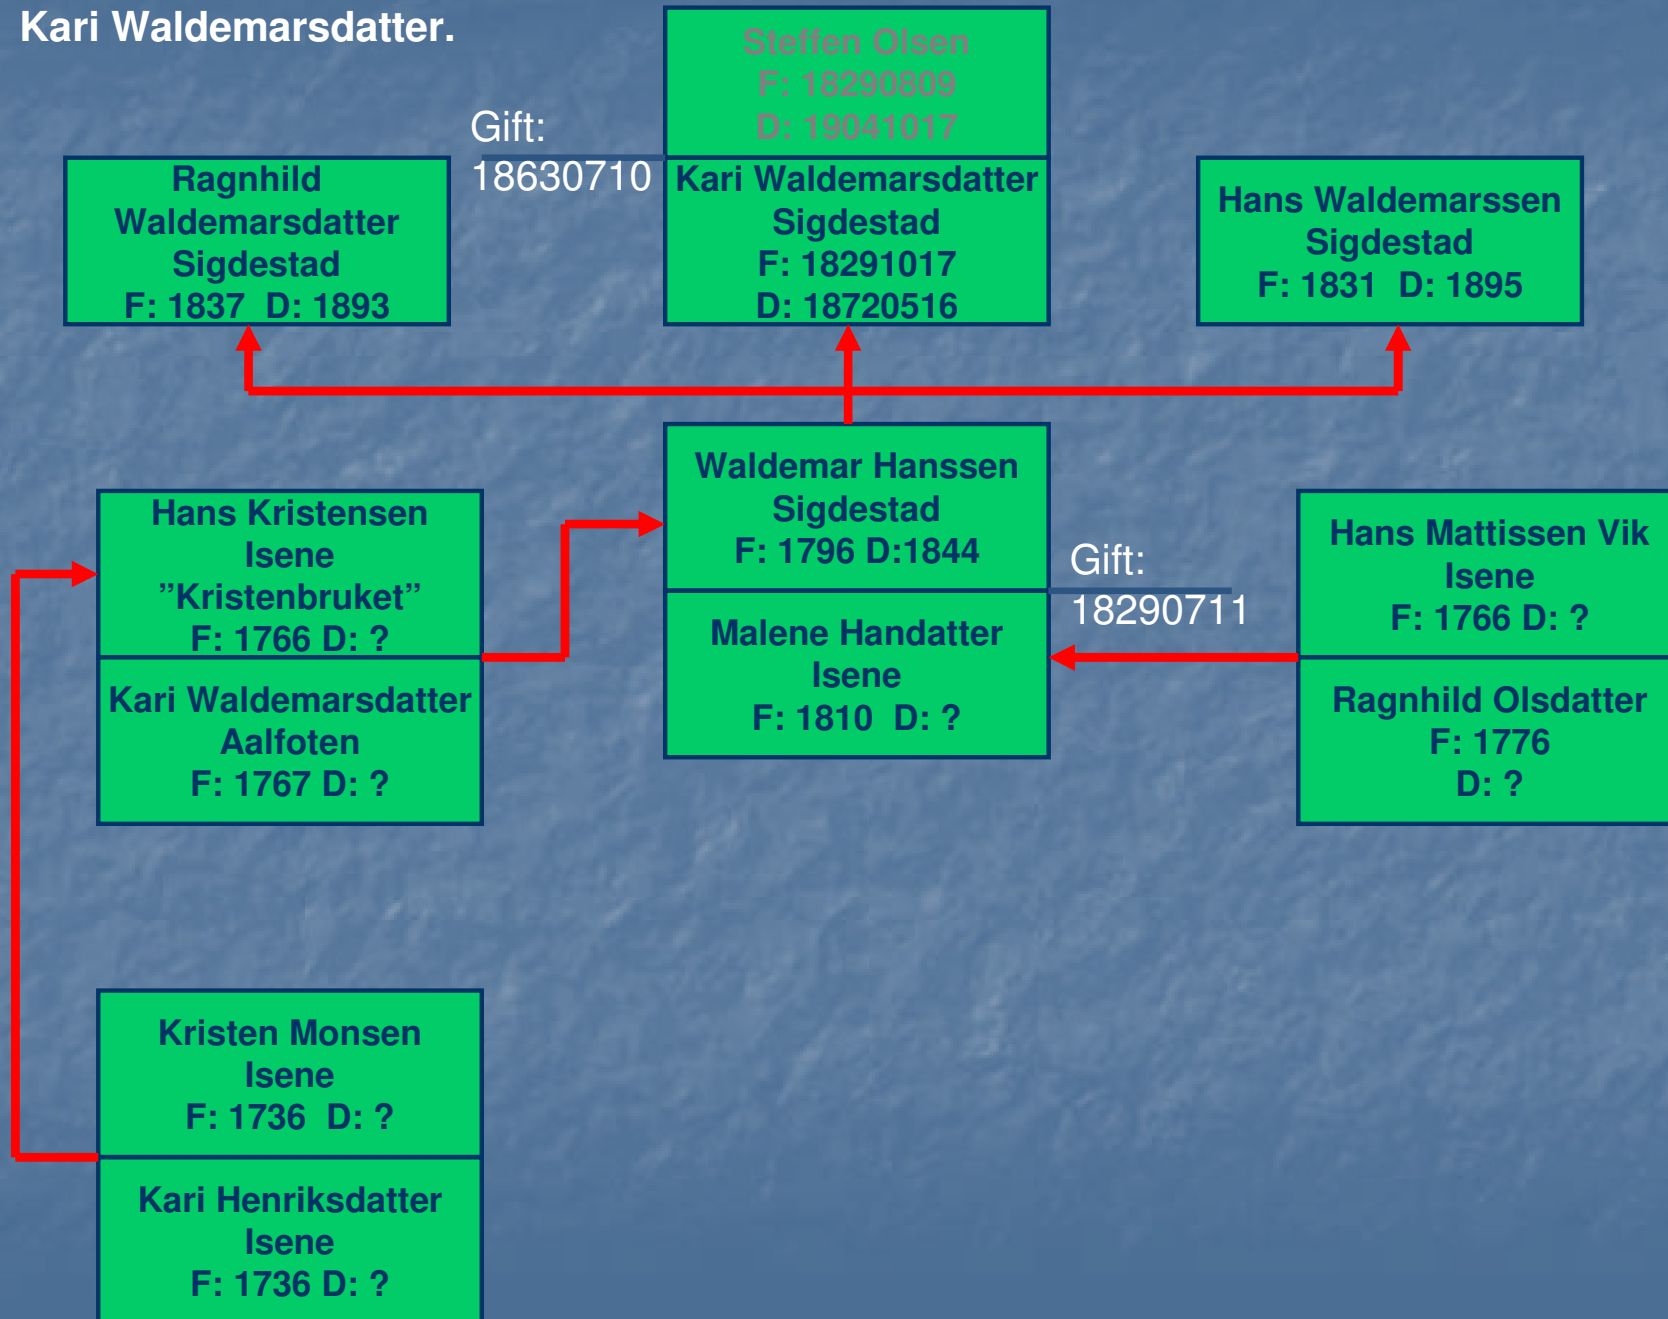 Kari Waldemarsdatter.
Steffen Olsen
F: 18290809
D: 19041017
Gift:
18630710
Ragnhild
Waldemarsdatter
Sigdestad
F: 1837 D: 1893
Kari Waldemarsdatter
Sigdestad
F: 18291017
D: 18720516
Hans Waldemarssen
Sigdestad
F: 1831 D: 1895
Waldemar Hanssen
Sigdestad
F: 1796 D:1844
Gift:
18290711
Malene Handatter
Isene
F: 1810 D: ?
Hans Kristensen
Isene
”Kristenbruket”
F: 1766 D: ?
Kari Waldemarsdatter
Aalfoten
F: 1767 D: ?
Hans Mattissen Vik
Isene
F: 1766 D: ?
Ragnhild Olsdatter
F: 1776
D: ?
Kristen Monsen
Isene
F: 1736 D: ?
Kari Henriksdatter
Isene
F: 1736 D: ?